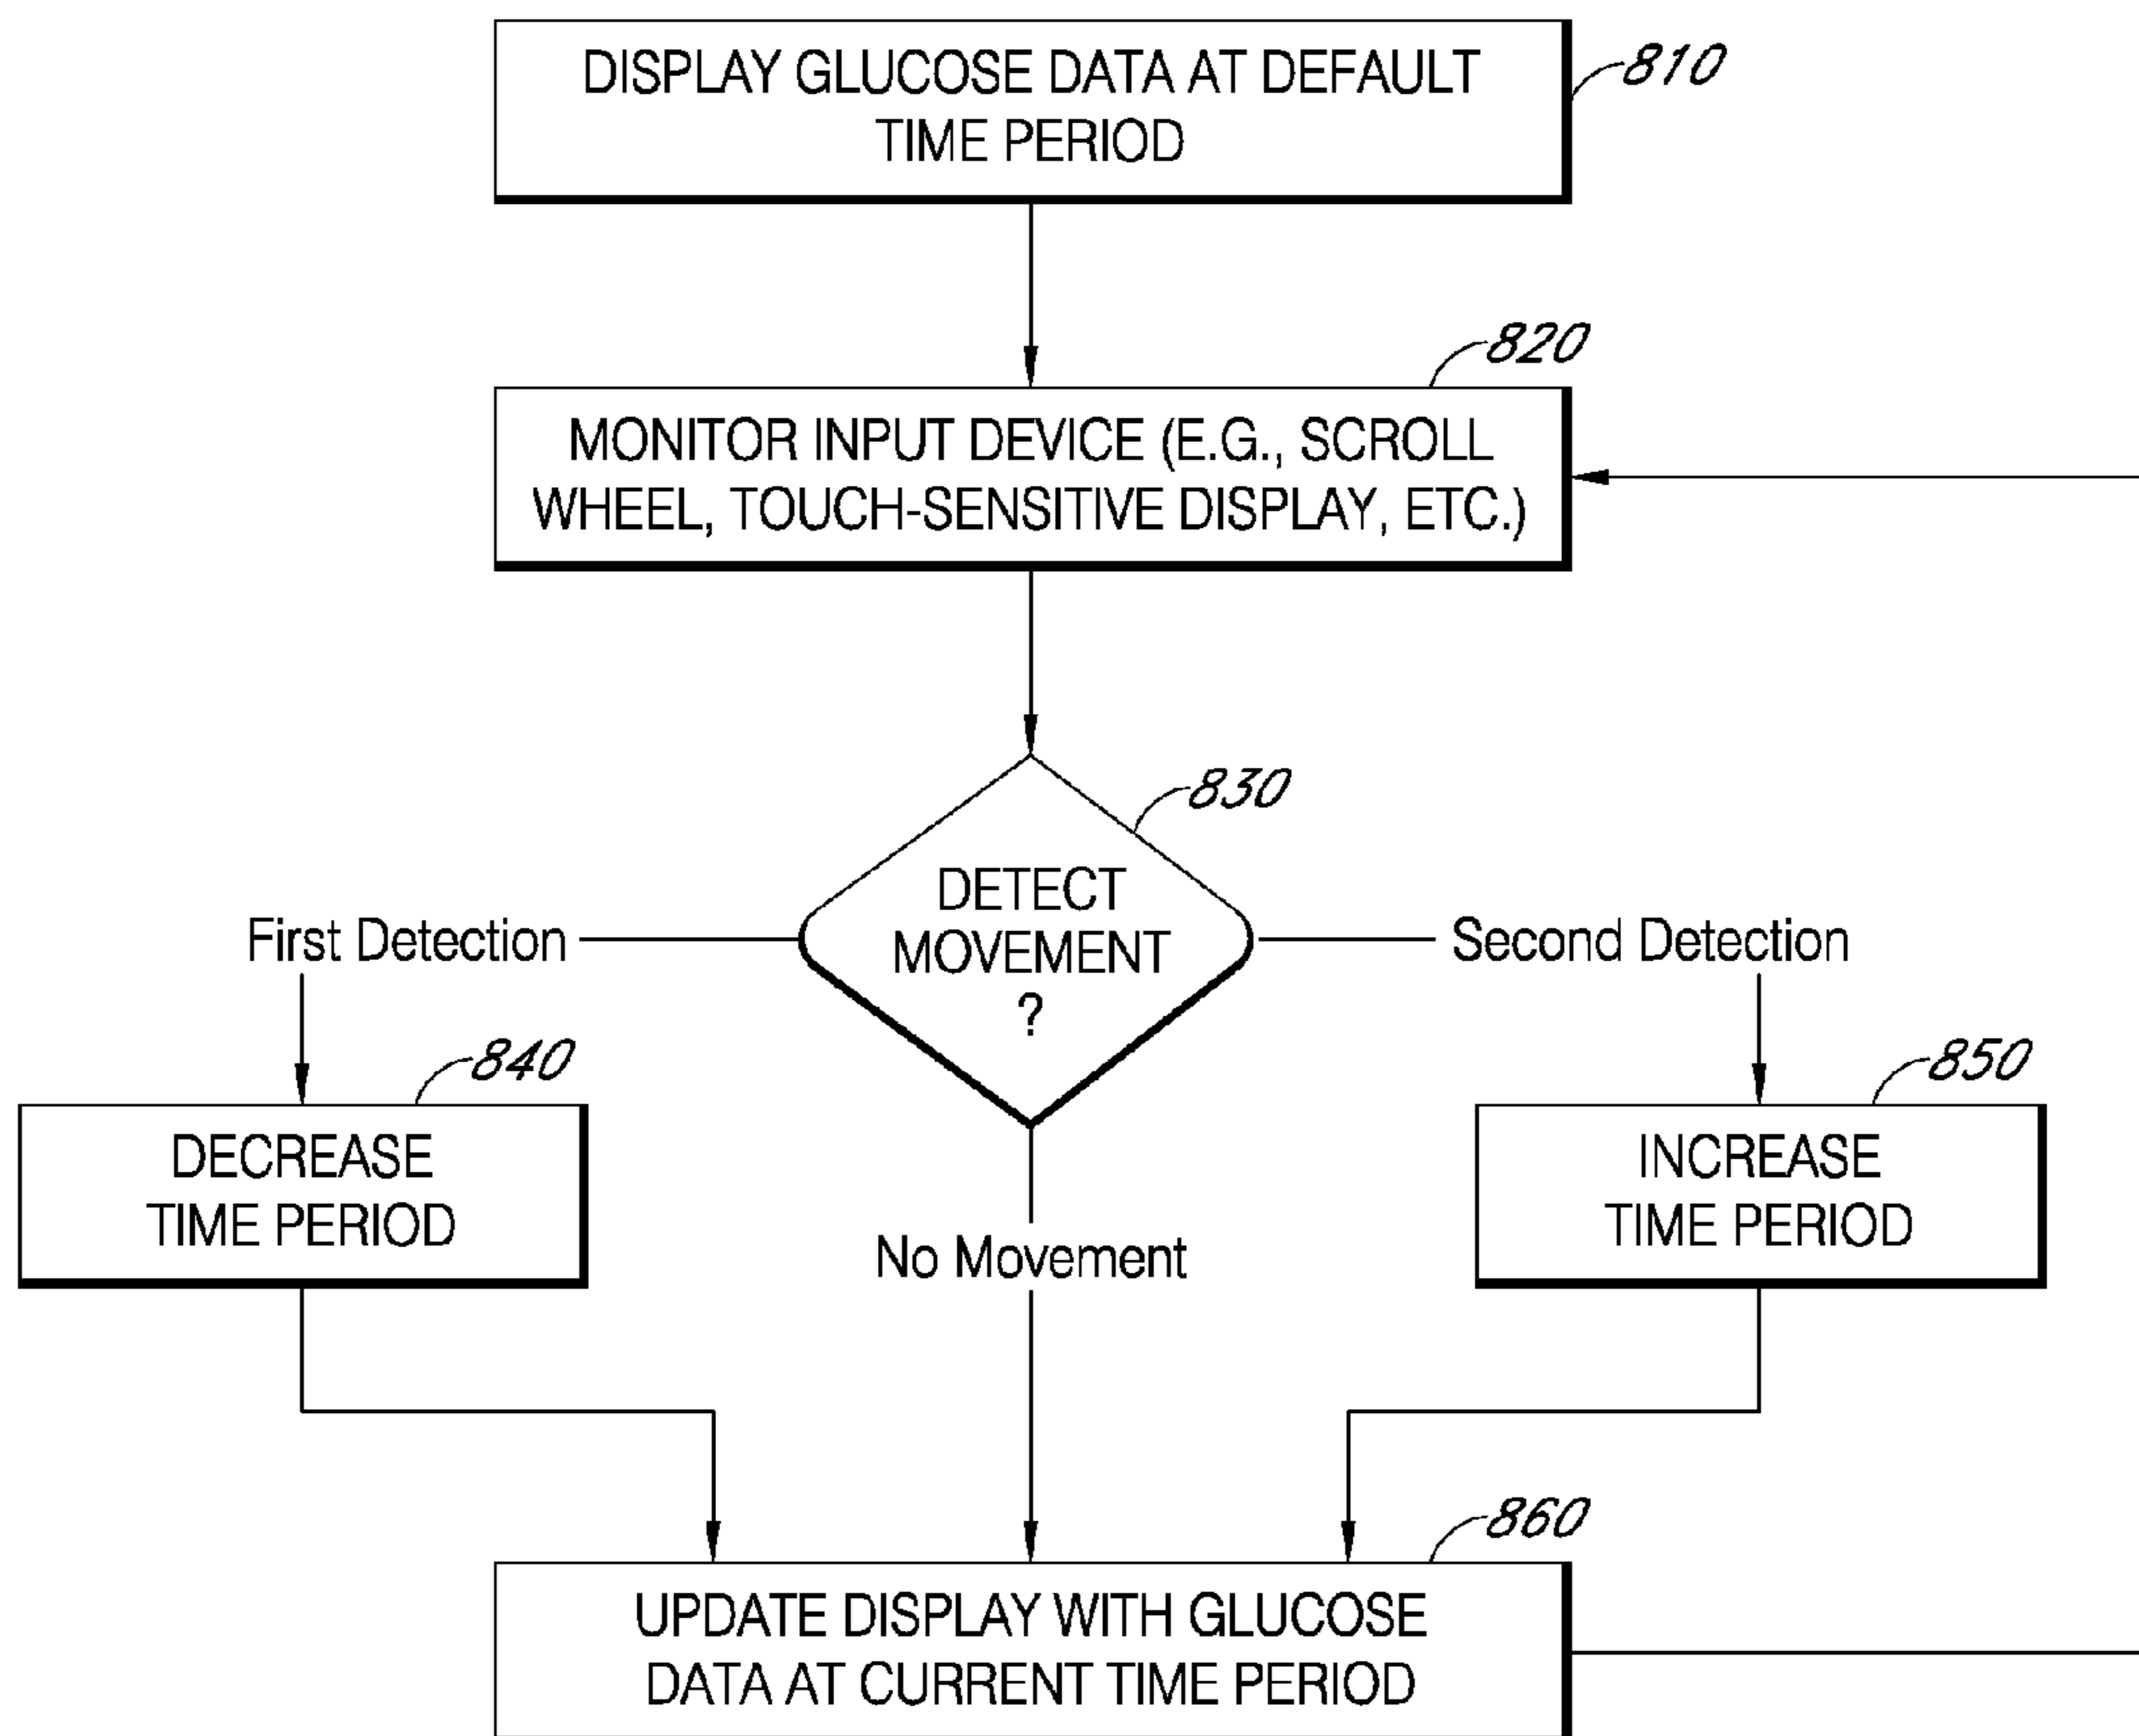 DISPLAY GLUCOSE DATA AT DEFAULT
TIME PERIOD
810
820
MONITOR INPUT DEVICE (E.G., SCROLL
WHEEL, TOUCH-SENSITIVE DISPLAY, ETC.)
830
DETECT
MOVEMENT
?
First Detection
Second Detection
840
DECREASE
TIME PERIOD
850
INCREASE
TIME PERIOD
No Movement
860
UPDATE DISPLAY WITH GLUCOSE
DATA AT CURRENT TIME PERIOD